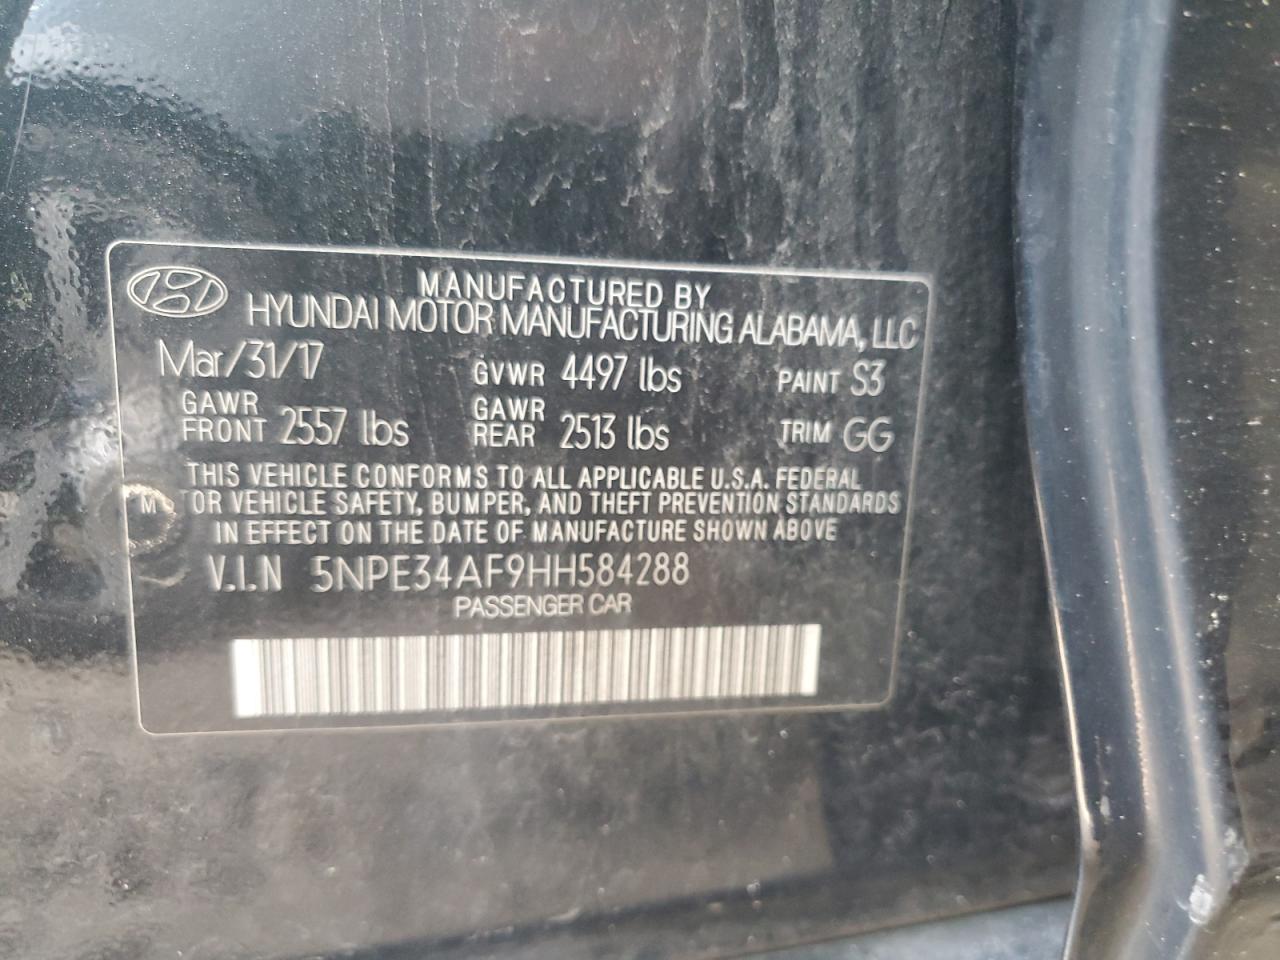 MANUFACTURED BY
HYUNDAI MOTOR MANUFACTURING ALABAMA, LLC
Mar/31/17 GVWR 4497 lbs PAINT S3
GAWR FRONT 2557 lbs GAWR REAR 2513 lbs TRIM GG
THIS VEHICLE CONFORMS TO ALL APPLICABLE U.S.A. FEDERAL
MOTOR VEHICLE SAFETY, BUMPER, AND THEFT PREVENTION STANDARDS
IN EFFECT ON THE DATE OF MANUFACTURE SHOWN ABOVE
V.I.N 5NPE34AF9HH584288
PASSENGER CAR